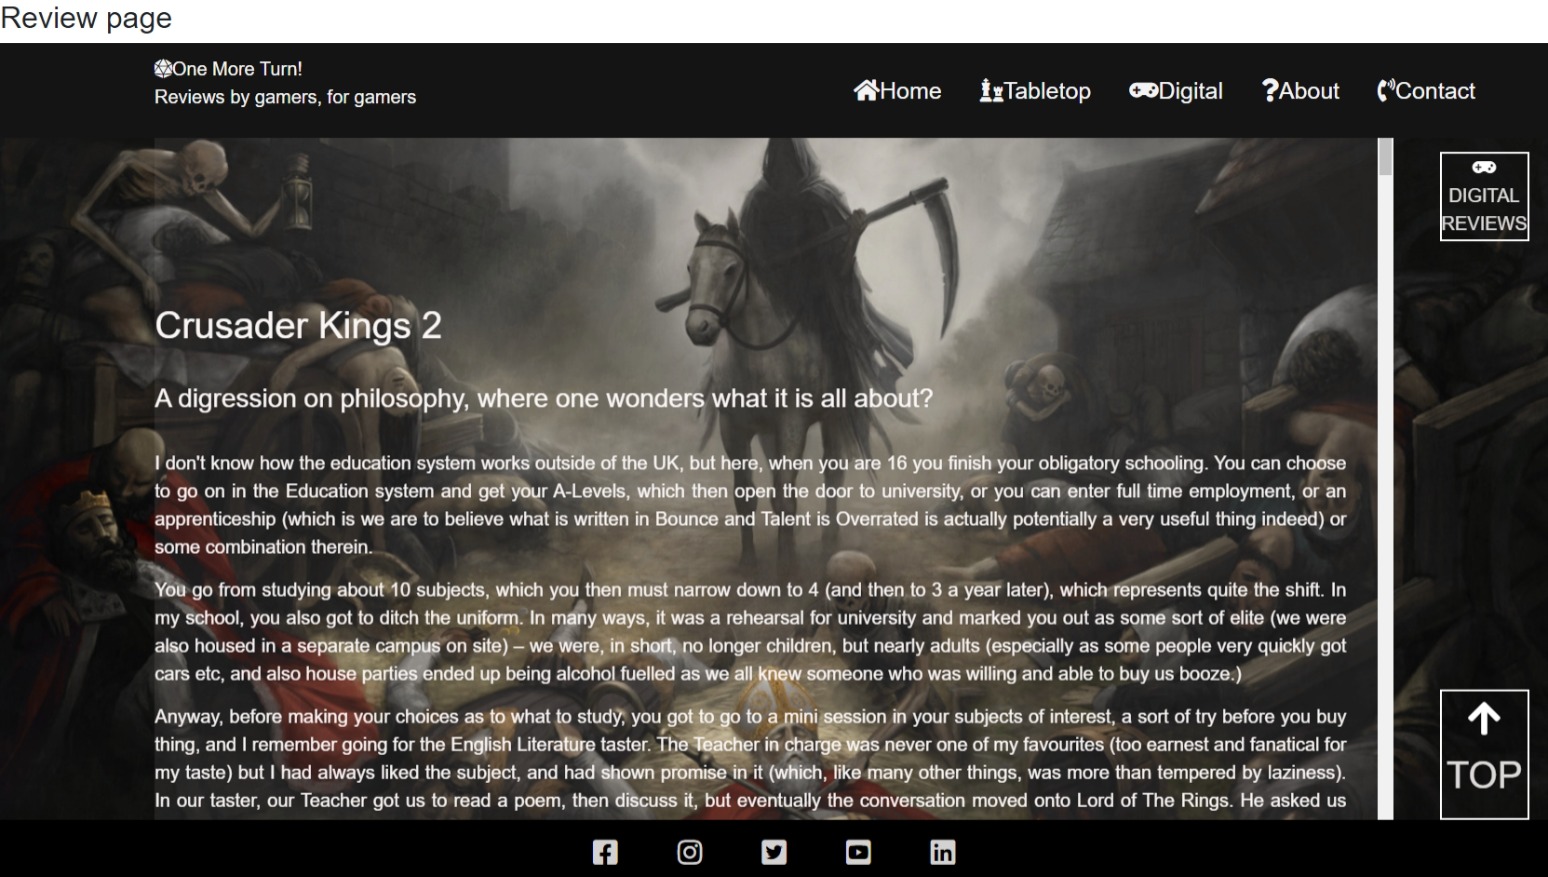 Review page
One More Turn!
Reviews by gamers, for gamers
Home Tabletop Digital About Contact
DIGITAL
REVIEWS
Crusader Kings 2
A digression on philosophy, where one wonders what it is all about?
I don't know how the education system works outside of the UK, but here, when you are 16 you finish your obligatory schooling. You can choose
to go on in the Education system and get your A-Levels, which then open the door to university, or you can enter full time employment, or an
apprenticeship (which is we are to believe what is written in Bounce and Talent is Overrated is actually potentially a very useful thing indeed) or
some combination therein.
You go from studying about 10 subjects, which you then must narrow down to 4 (and then to 3 a year later), which represents quite the shift. In
my school, you also got to ditch the uniform. In many ways, it was a rehearsal for university and marked you out as some sort of elite (we were
also housed in a separate campus on site) – we were, in short, no longer children, but nearly adults (especially as some people very quickly got
cars etc, and also house parties ended up being alcohol fuelled as we all knew someone who was willing and able to buy us booze.)
Anyway, before making your choices as to what to study, you got to go to a mini session in your subjects of interest, a sort of try before you buy
thing, and I remember going for the English Literature taster. The Teacher in charge was never one of my favourites (too earnest and fanatical for
my taste) but I had always liked the subject, and had shown promise in it (which, like many other things, was more than tempered by laziness).
In our taster, our Teacher got us to read a poem, then discuss it, but eventually the conversation moved onto Lord of The Rings. He asked us
TOP